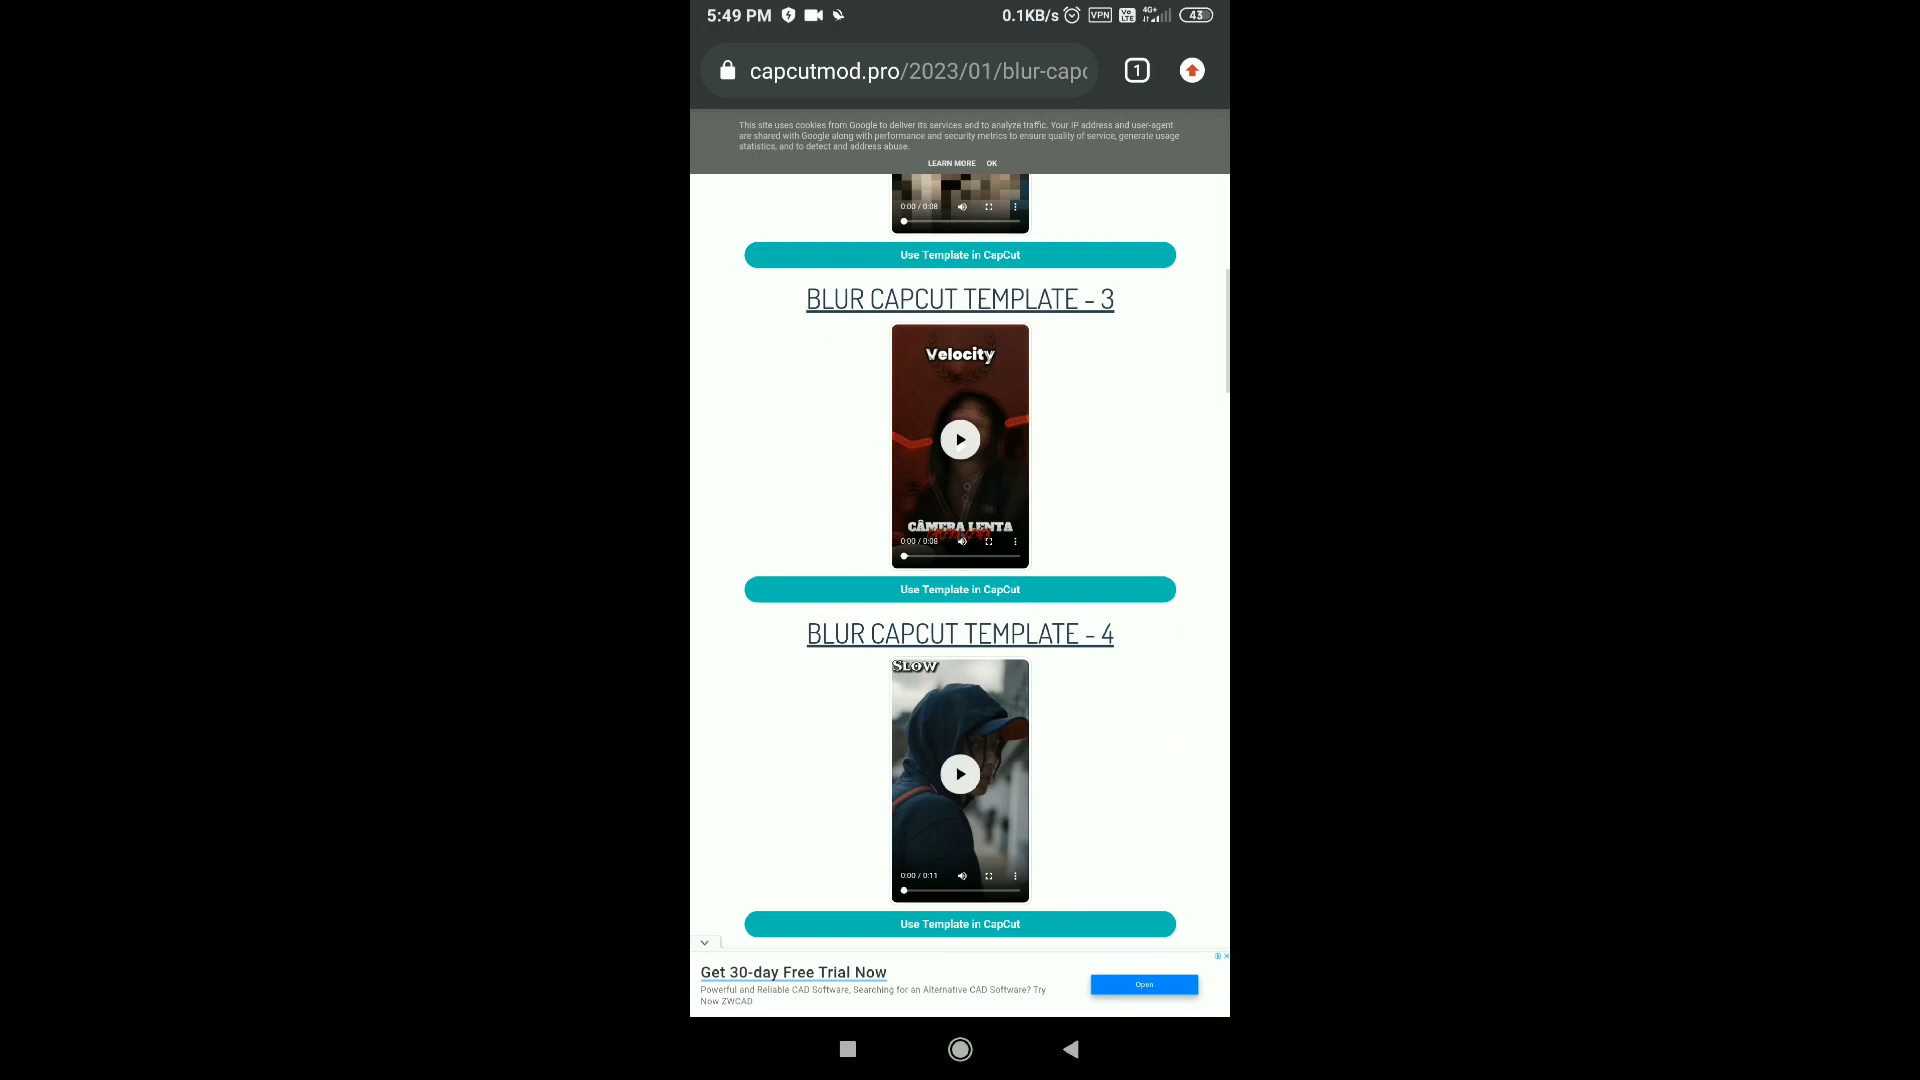 5:49 PM
0.1KB/s
VPN
Vo
LTE
4G+
43
capcutmod.pro/2023/01/blur-capc
1
This site uses cookies from Google to deliver its services and to analyze traffic. Your IP address and user-agent
are shared with Google along with performance and security metrics to ensure quality of service, generate usage
statistics, and to detect and address abuse.
LEARN MORE OK
0:00 / 0:08
Use Template in CapCut
BLUR CAPCUT TEMPLATE - 3
Velocity
CÂMERA LENTA
0:00 / 0:08
Use Template in CapCut
BLUR CAPCUT TEMPLATE - 4
SLOW
0:00 / 0:11
Use Template in CapCut
Get 30-day Free Trial Now
Powerful and Reliable CAD Software, Searching for an Alternative CAD Software? Try
Now ZWCAD
Open